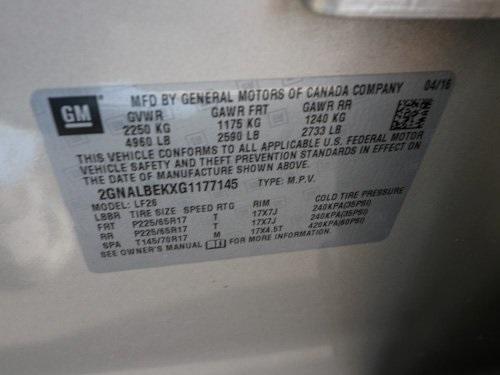 GM
MFD BY GENERAL MOTORS OF CANADA COMPANY 04/16
GVWR GAWR FRT GAWR RR
2250 KG 1175 KG 1240 KG
4960 LB 2590 LB 2733 LB
THIS VEHICLE CONFORMS TO ALL APPLICABLE U.S. FEDERAL MOTOR
VEHICLE SAFETY AND THEFT PREVENTION STANDARDS IN EFFECT ON
THE DATE OF MANUFACTURE SHOWN ABOVE.
2GNALBEKXG1177145 TYPE: M.P.V.
MODEL: LF26
LBBR TIRE SIZE SPEED RTG RIM COLD TIRE PRESSURE
FRT P225/65R17 T 17X7J 240KPA(35PSI)
RR P225/65R17 T 17X7J 240KPA(35PSI)
SPA T145/70R17 M 17X4.5T 420KPA(60PSI)
SEE OWNER'S MANUAL